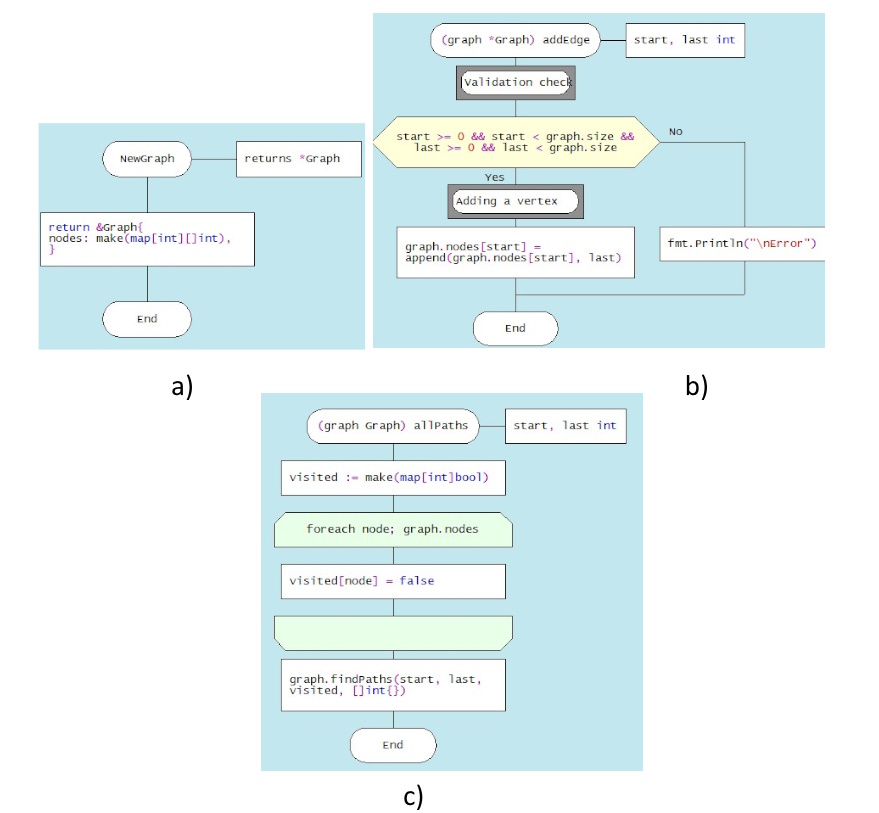 NewGraph
returns *Graph
return &Graph{
nodes: make(map[int][]int),
}
End
a)
(graph *Graph) addEdge
start, last int
Validation check
start >= 0 && start < graph.size &&
last >= 0 && last < graph.size
No
Yes
Adding a vertex
graph.nodes[start] =
append(graph.nodes[start], last)
fmt.Println("\nError")
End
b)
(graph Graph) allPaths
start, last int
visited := make(map[int]bool)
foreach node; graph.nodes
visited[node] = false
graph.findPaths(start, last,
visited, []int{})
End
c)